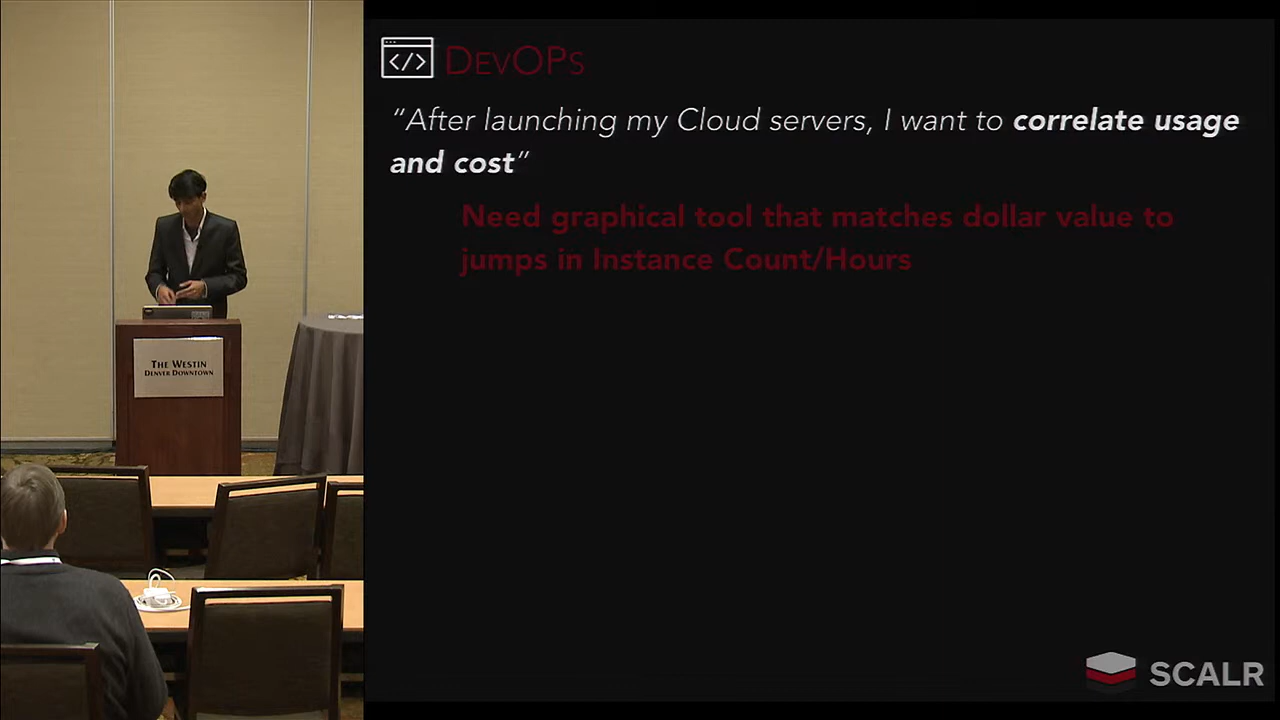 </> DEVOPS
“After launching my Cloud servers, I want to correlate usage
and cost”
Need graphical tool that matches dollar value to
jumps in Instance Count/Hours
THE WESTIN
DENVER DOWNTOWN
SCALR